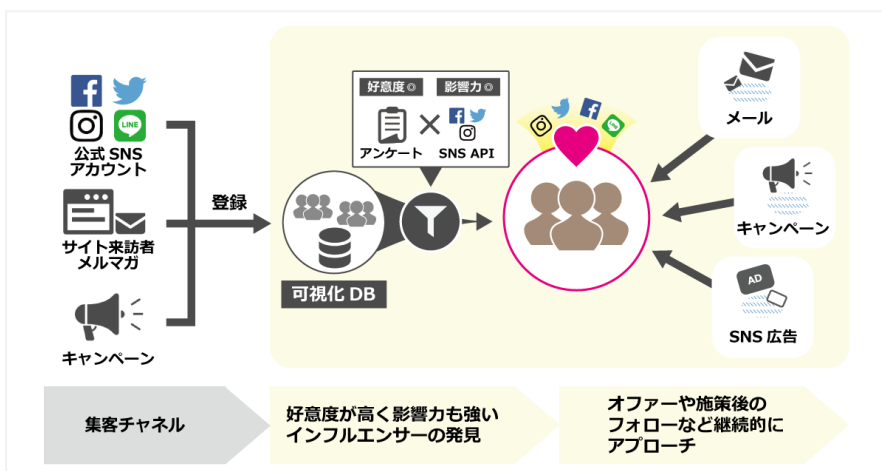 公式 SNS
アカウント
LINE
サイト来訪者
メルマガ
キャンペーン
登録
好意度◎
影響力◎
アンケート
SNS API
可視化 DB
メール
キャンペーン
AD
SNS 広告
集客チャネル
好意度が高く影響力も強い
インフルエンサーの発見
オファーや施策後の
フォローなど継続的に
アプローチ